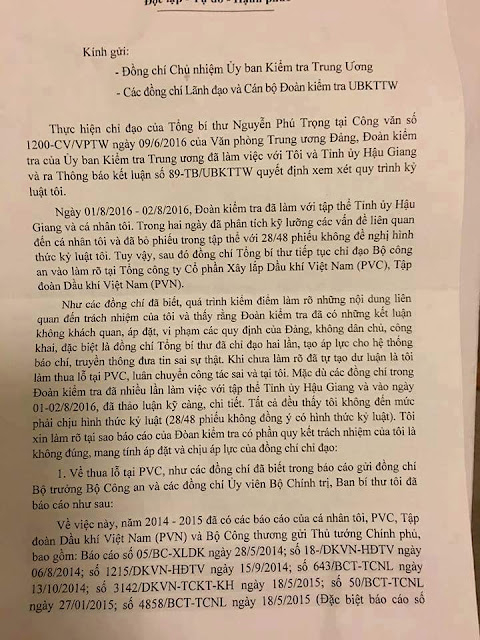 Độc lập - Tự do - Hạnh phúc
Kính gửi:
- Đồng chí Chủ nhiệm Ủy ban Kiểm tra Trung Ương
- Các đồng chí Lãnh đạo và Cán bộ Đoàn kiểm tra UBKTTW
Thực hiện chỉ đạo của Tổng bí thư Nguyễn Phú Trọng tại Công văn số
1200-CV/VPTW ngày 09/6/2016 của Văn phòng Trung ương Đảng, Đoàn kiểm
tra của Ủy ban Kiểm tra Trung ương đã làm việc với Tôi và Tỉnh ủy Hậu Giang
và ra Thông báo kết luận số 89-TB/UBKTTW quyết định xem xét quy trình kỷ
luật tôi.
Ngày 01/8/2016 - 02/8/2016, Đoàn kiểm tra đã làm với tập thể Tỉnh ủy Hậu
Giang và cá nhân tôi. Trong hai ngày đã phân tích kỹ lưỡng các vấn đề liên quan
đến cá nhân tôi và đã bỏ phiếu trong tập thể với 28/48 phiếu không đề nghị hình
thức kỷ luật tôi. Tuy vậy, sau đó đồng chí Tổng bí thư tiếp tục chỉ đạo Bộ công
an vào làm rõ tại Tổng công ty Cổ phần Xây lắp Dầu khí Việt Nam (PVC), Tập
đoàn Dầu khí Việt Nam (PVN).
Như các đồng chí đã biết, quá trình kiểm điểm làm rõ những nội dung liên
quan đến trách nhiệm của tôi và thấy rằng Đoàn kiểm tra đã có những kết luận
không khách quan, áp đặt, vi phạm các quy định của Đảng, không dân chủ, công
khai, đặc biệt là đồng chí Tổng bí thư đã chỉ đạo hai lần, tạo áp lực cho hệ thống
báo chí, truyền thông đưa tin sai sự thật. Khi chưa làm rõ đã tự tạo dư luận là tôi
làm thua lỗ tại PVC, luân chuyển công tác sai và tại tôi. Mặc dù các đồng chí trong
Đoàn kiểm tra đã nhiều lần làm việc với tập thể Tỉnh ủy Hậu Giang và vào ngày
01-02/8/2016, đã thảo luận kỹ càng, chi tiết. Tất cả đều thấy tôi không đến mức
phải chịu hình thức kỷ luật (28/48 phiếu không đồng ý có hình thức kỷ luật). Tôi
xin làm rõ tại sao báo cáo của Đòan kiểm tra có phần quy kết trách nhiệm của tôi là
không đúng, mang tính áp đặt và chịu áp lực của đồng chí chỉ đạo:
1. Về thua lỗ tại PVC, như các đồng chí đã biết trong báo cáo gửi đồng chí
Bộ trưởng Bộ Công an và các đồng chí Ủy viên Bộ Chính trị, Ban bí thư tôi đã
báo cáo như sau:
Về việc này, năm 2014 - 2015 đã có các báo cáo của cá nhân tôi, PVC, Tập
đoàn Dầu khí Việt Nam (PVN) và Bộ Công thương gửi Thủ tướng Chính phủ,
bao gồm: Báo cáo số 05/BC-XLDK ngày 28/5/2014; số 18-/DKVN-HĐTV ngày
06/8/2014; số 1215/DKVN-HĐTV ngày 15/9/2014; số 643/BCT-TCNL ngày
13/10/2014; số 3142/DKVN-TCKT-KH ngày 18/5/2015; số 50/BCT-TCNL
ngày 27/01/2015; số 4858/BCT-TCNL ngày 18/5/2015 (Đặc biệt báo cáo số